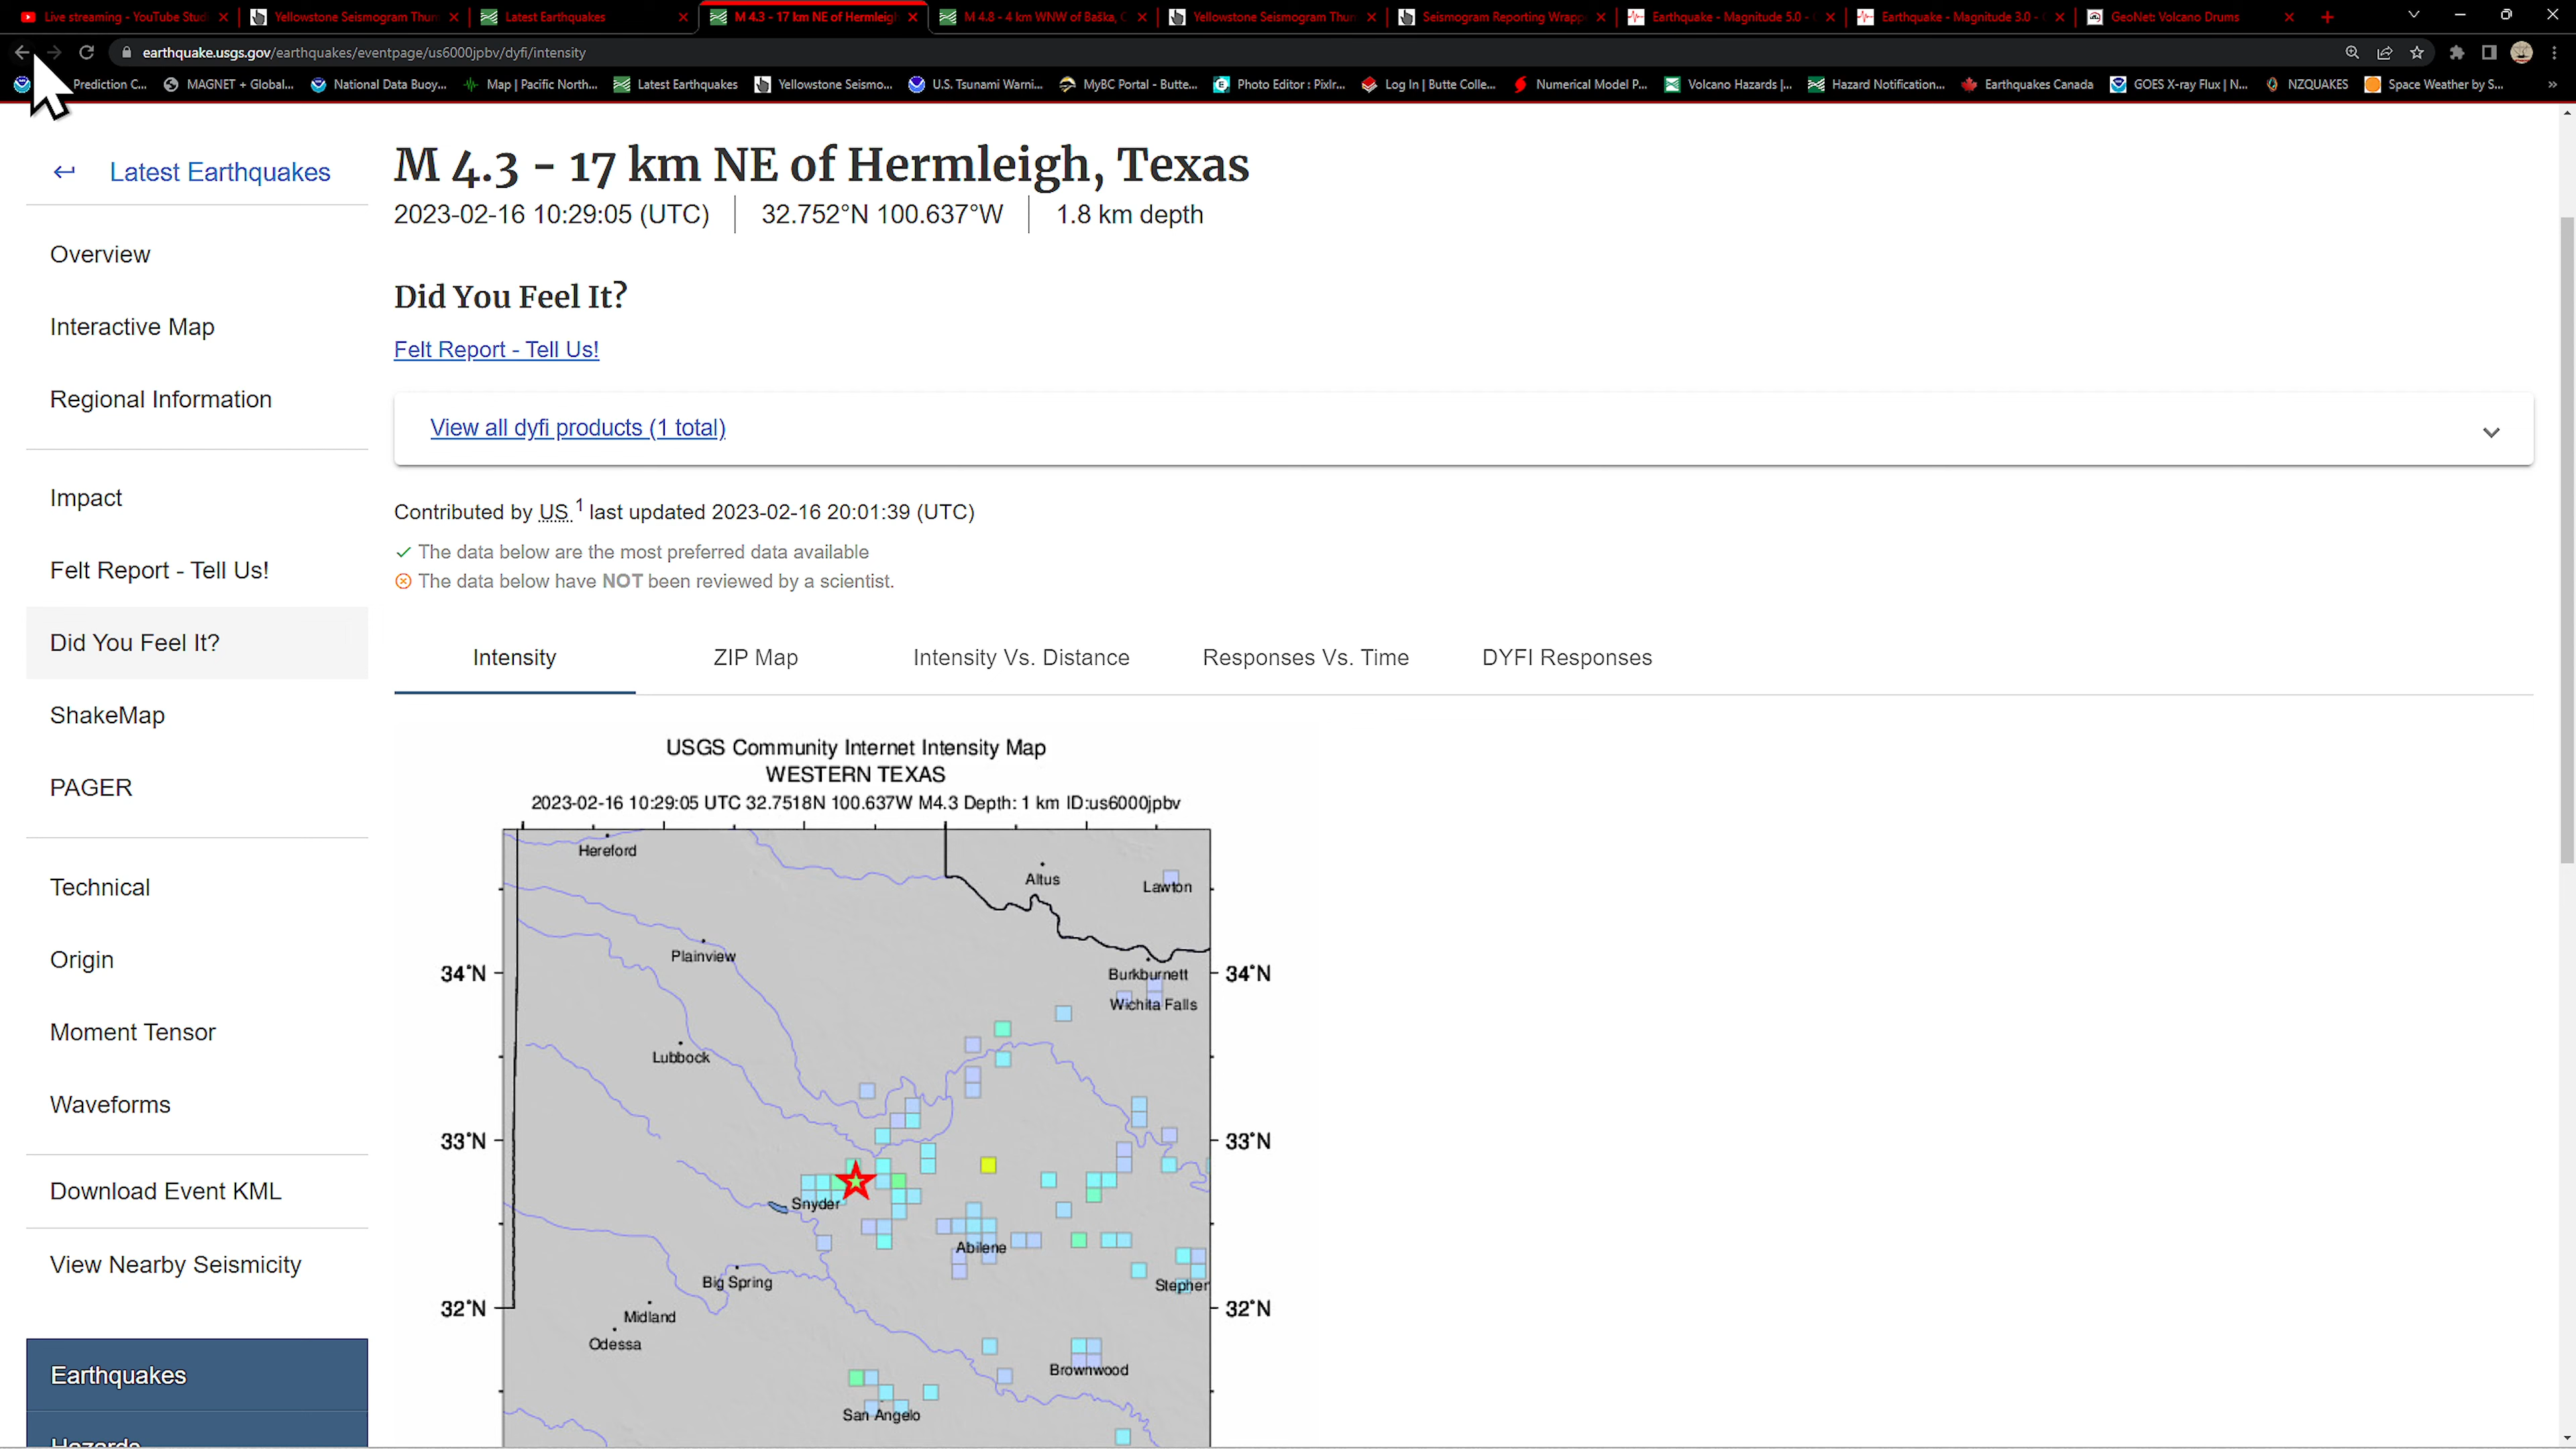 Live streaming - YouTube Stud
Yellowstone Seismogram Thum
Latest Earthquakes
M 4.3 - 17 km NE of Hermleigh
M 4.8 - 4 km WNW of Baška, C
Yellowstone Seismogram Thum
Seismogram Reporting Wrapp
Earthquake - Magnitude 5.0 -
Earthquake - Magnitude 3.0 -
GeoNet: Volcano Drums
earthquake.usgs.gov/earthquakes/eventpage/us6000jpbv/dyfi/intensity
Prediction C...
MAGNET + Global...
National Data Buoy...
Map | Pacific North...
Latest Earthquakes
Yellowstone Seismo...
U.S. Tsunami Warni...
MyBC Portal - Butte...
Photo Editor : Pixlr...
Log In | Butte Colle...
Numerical Model P...
Volcano Hazards |...
Hazard Notification...
Earthquakes Canada
GOES X-ray Flux | N...
NZQUAKES
Space Weather by S...
Latest Earthquakes
Overview
Interactive Map
Regional Information
Impact
Felt Report - Tell Us!
Did You Feel It?
ShakeMap
PAGER
Technical
Origin
Moment Tensor
Waveforms
Download Event KML
View Nearby Seismicity
Earthquakes
Hazards
M 4.3 - 17 km NE of Hermleigh, Texas
2023-02-16 10:29:05 (UTC)
32.752°N 100.637°W
1.8 km depth
Did You Feel It?
Felt Report - Tell Us!
View all dyfi products (1 total)
Contributed by US 1 last updated 2023-02-16 20:01:39 (UTC)
The data below are the most preferred data available
The data below have NOT been reviewed by a scientist.
Intensity
ZIP Map
Intensity Vs. Distance
Responses Vs. Time
DYFI Responses
USGS Community Internet Intensity Map
WESTERN TEXAS
2023-02-16 10:29:05 UTC 32.7518N 100.637W M4.3 Depth: 1 km ID:us6000jpbv
Hereford
Altus
Lawton
Plainview
34°N
Burkburnett
34°N
Wichita Falls
Lubbock
33°N
33°N
Snyder
Abilene
Big Spring
Stepher
32°N
32°N
Midland
Odessa
Brownwood
San Angelo